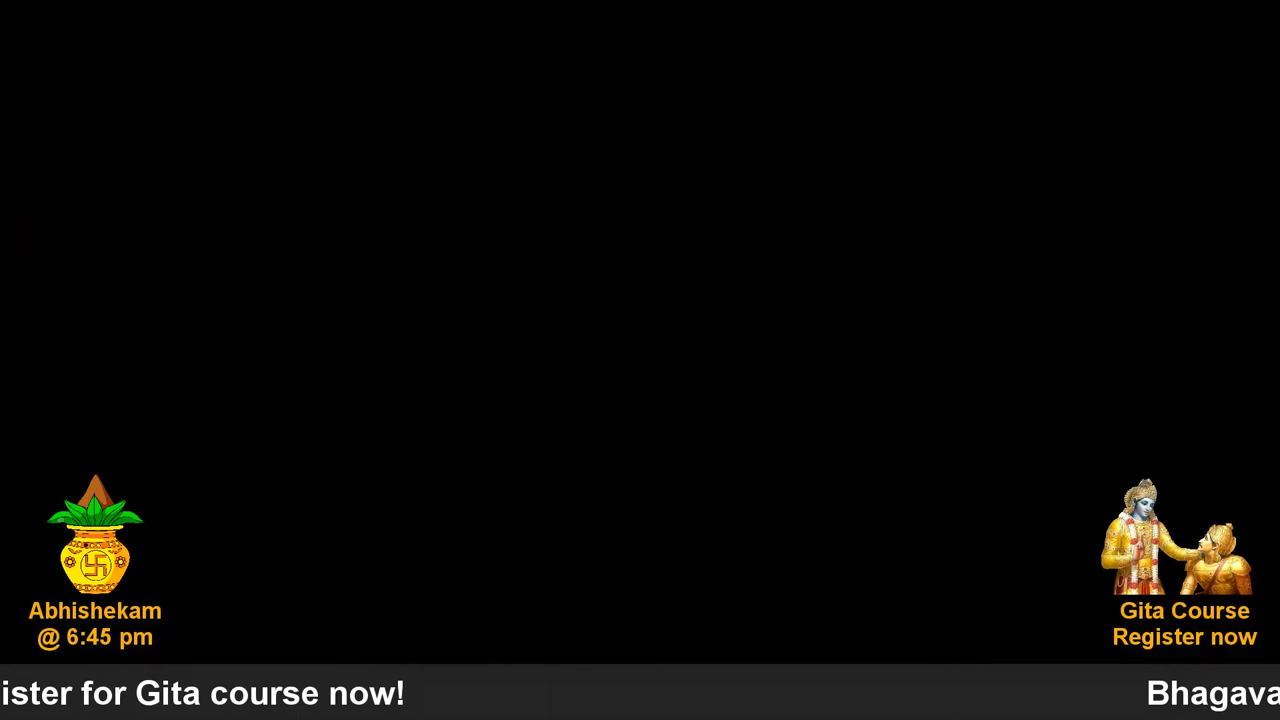 Abhishekam
@ 6:45 pm
Gita Course
Register now
ister for Gita course now!
Bhagava